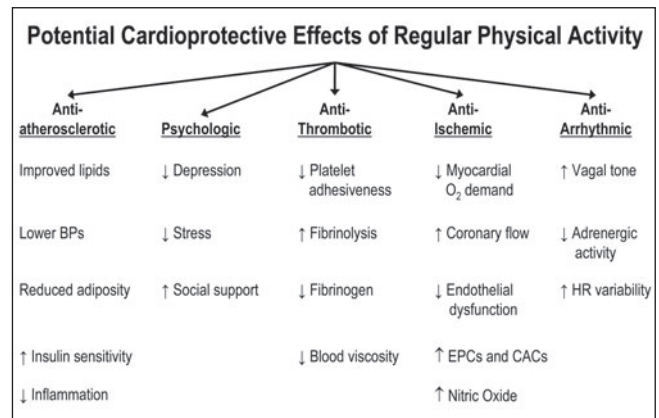 Potential Cardioprotective Effects of Regular Physical Activity
Anti-
atherosclerotic
Improved lipids
Lower BPs
Reduced adiposity
↑ Insulin sensitivity
↓ Inflammation
Psychologic
↓ Depression
↓ Stress
↑ Social support
Anti-
Thrombotic
↓ Platelet
adhesiveness
↑ Fibrinolysis
↓ Fibrinogen
↓ Blood viscosity
Anti-
Ischemic
↓ Myocardial
O₂ demand
↑ Coronary flow
↓ Endothelial
dysfunction
↑ EPCs and CACs
↑ Nitric Oxide
Anti-
Arrhythmic
↑ Vagal tone
↓ Adrenergic
activity
↑ HR variability